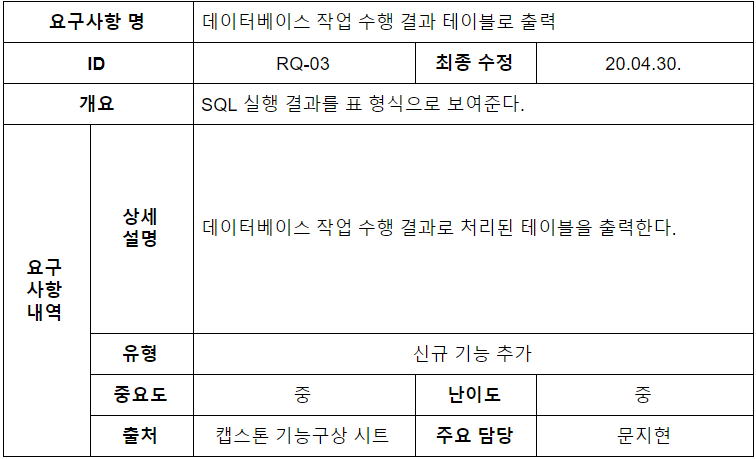 요구사항 명 데이터베이스 작업 수행 결과 테이블로 출력
ID RQ-03 최종 수정 20.04.30.
개요 SQL 실행 결과를 표 형식으로 보여준다.
요구
사항
내역
상세
설명
데이터베이스 작업 수행 결과로 처리된 테이블을 출력한다.
유형 신규 기능 추가
중요도 중 난이도 중
출처 캡스톤 기능구상 시트 주요 담당 문지현